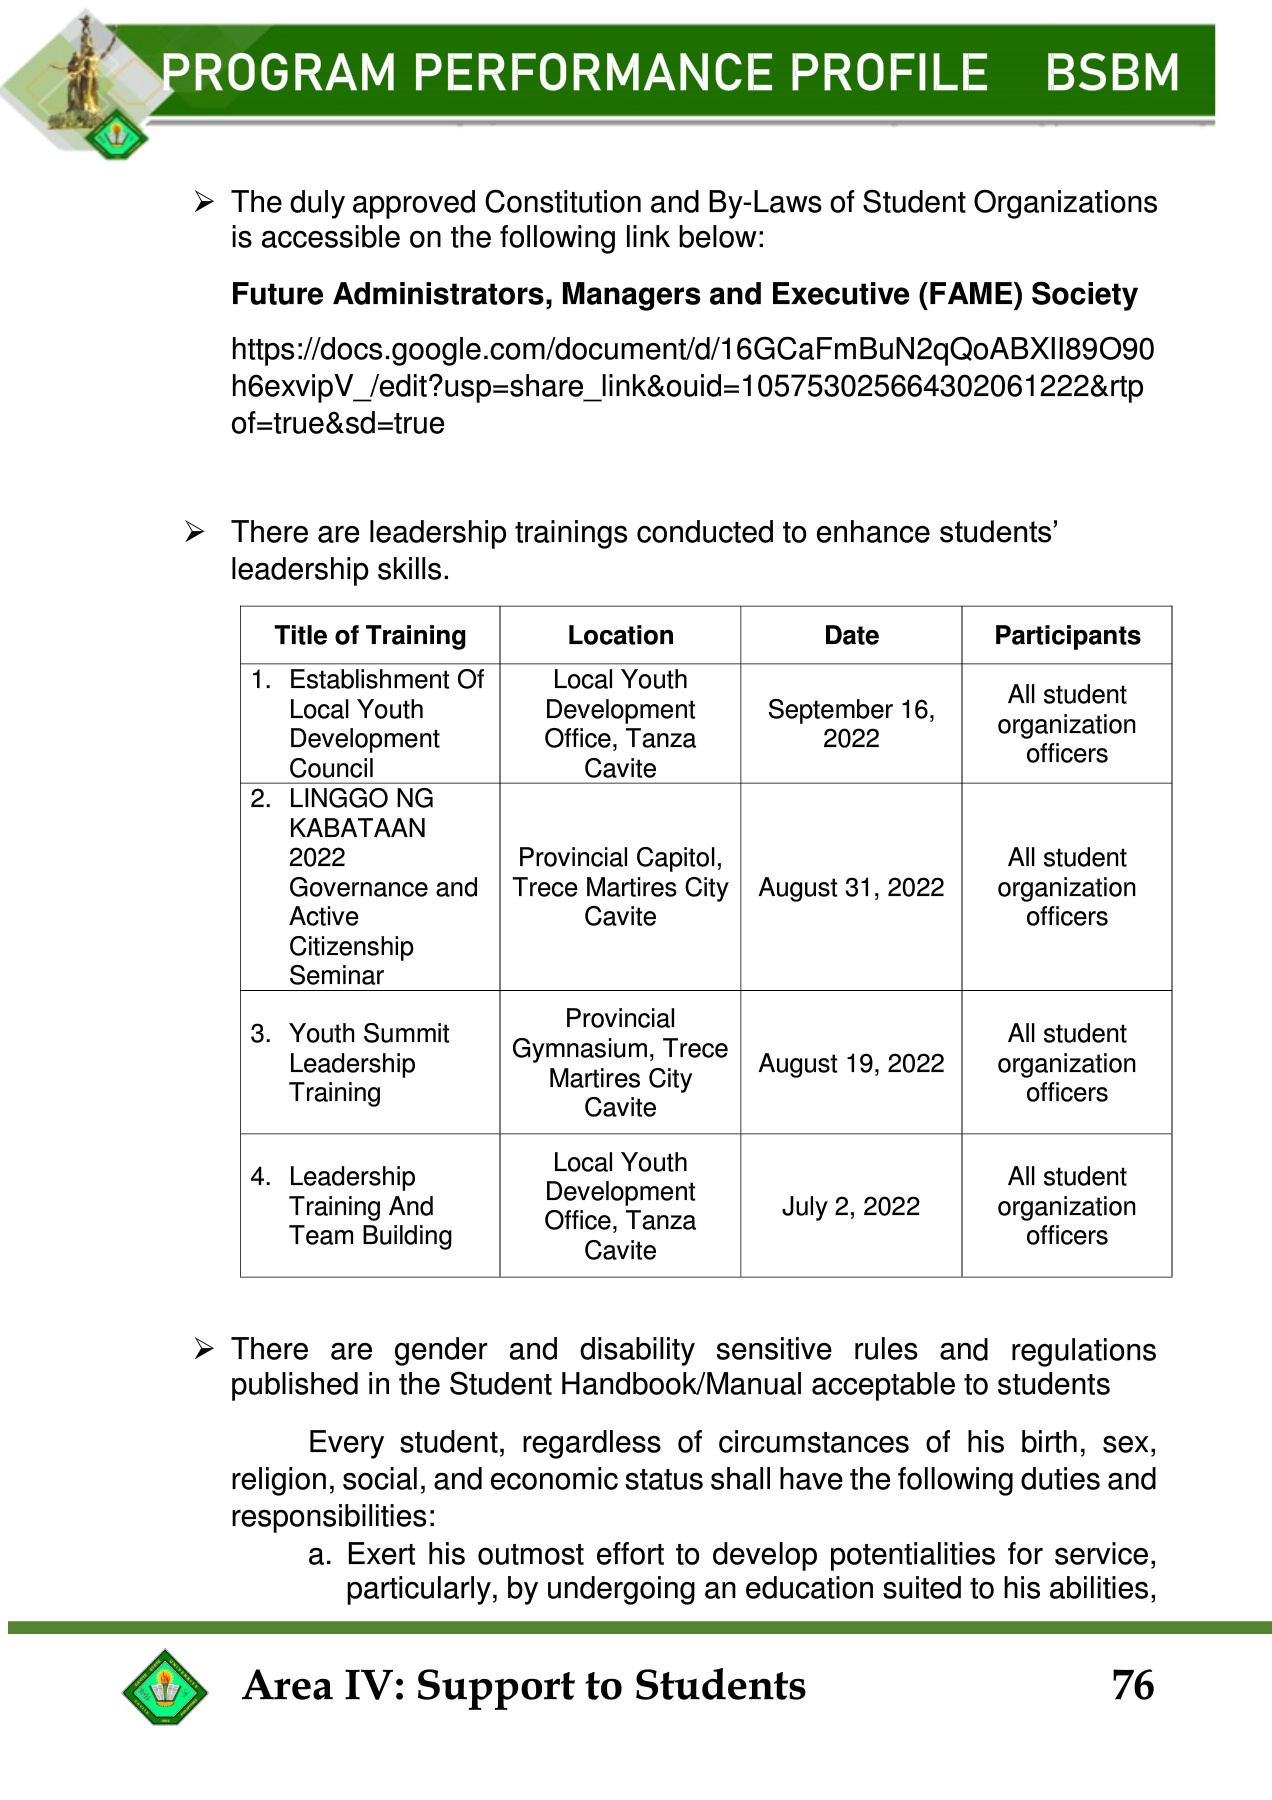 PROGRAM PERFORMANCE PROFILE BSBM
➢ The duly approved Constitution and By-Laws of Student Organizations
is accessible on the following link below:
Future Administrators, Managers and Executive (FAME) Society
https://docs.google.com/document/d/16GCaFmBuN2qQoABXII89O90
h6exvipV_/edit?usp=share_link&ouid=105753025664302061222&rtp
of=true&sd=true
➢ There are leadership trainings conducted to enhance students’
leadership skills.
Title of Training Location Date Participants
1. Establishment Of
Local Youth
Development
Council
Local Youth
Development
Office, Tanza
Cavite
September 16,
2022
All student
organization
officers
2. LINGGO NG
KABATAAN
2022
Governance and
Active
Citizenship
Seminar
Provincial Capitol,
Trece Martires City
Cavite
August 31, 2022
All student
organization
officers
3. Youth Summit
Leadership
Training
Provincial
Gymnasium, Trece
Martires City
Cavite
August 19, 2022
All student
organization
officers
4. Leadership
Training And
Team Building
Local Youth
Development
Office, Tanza
Cavite
July 2, 2022
All student
organization
officers
➢ There are gender and disability sensitive rules and regulations
published in the Student Handbook/Manual acceptable to students
Every student, regardless of circumstances of his birth, sex,
religion, social, and economic status shall have the following duties and
responsibilities:
a. Exert his outmost effort to develop potentialities for service,
particularly, by undergoing an education suited to his abilities,
Area IV: Support to Students 76